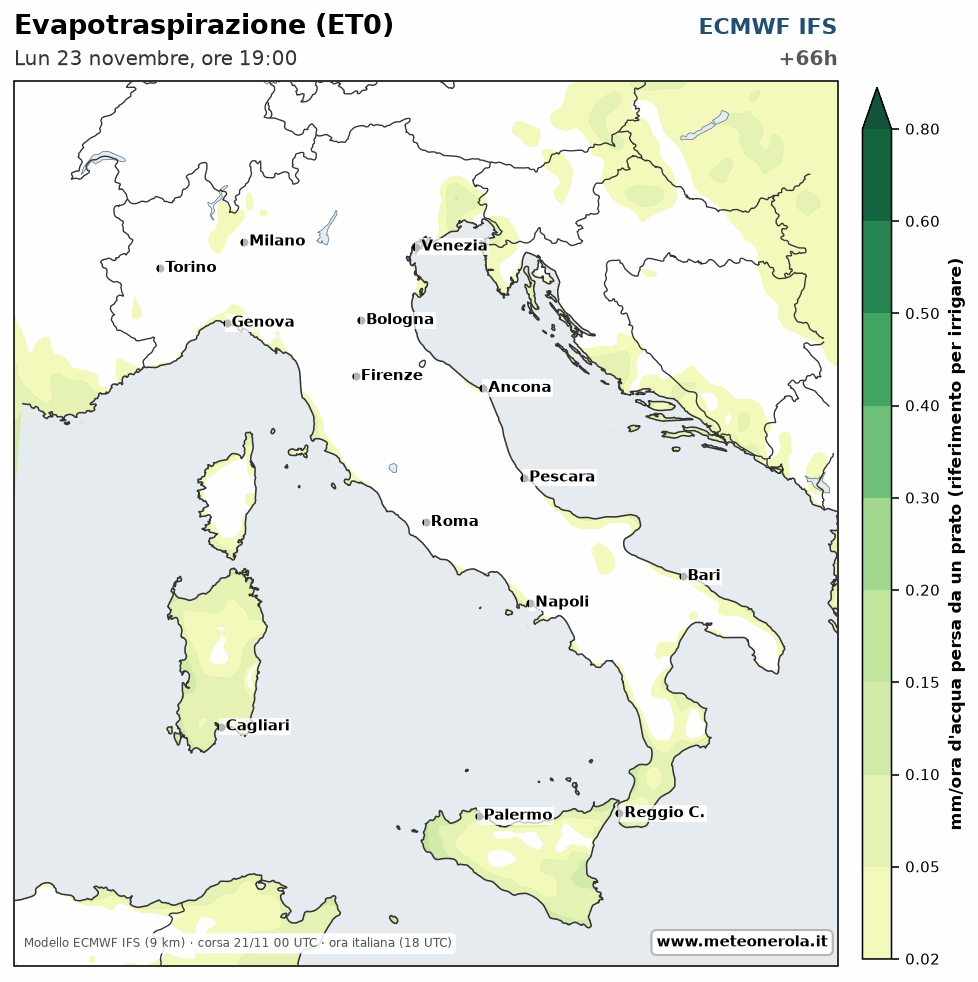 Evapotraspirazione (ET0)
ECMWF IFS
Lun 23 novembre, ore 19:00
+66h
Milano
Venezia
Torino
Genova
Bologna
Firenze
Ancona
Pescara
Roma
Bari
Napoli
Cagliari
Palermo
Reggio C.
0.80
0.60
0.50
0.40
0.30
0.20
0.15
0.10
0.05
0.02
mm/ora d'acqua persa da un prato (riferimento per irrigare)
Modello ECMWF IFS (9 km) · corsa 21/11 00 UTC · ora italiana (18 UTC)
www.meteonerola.it